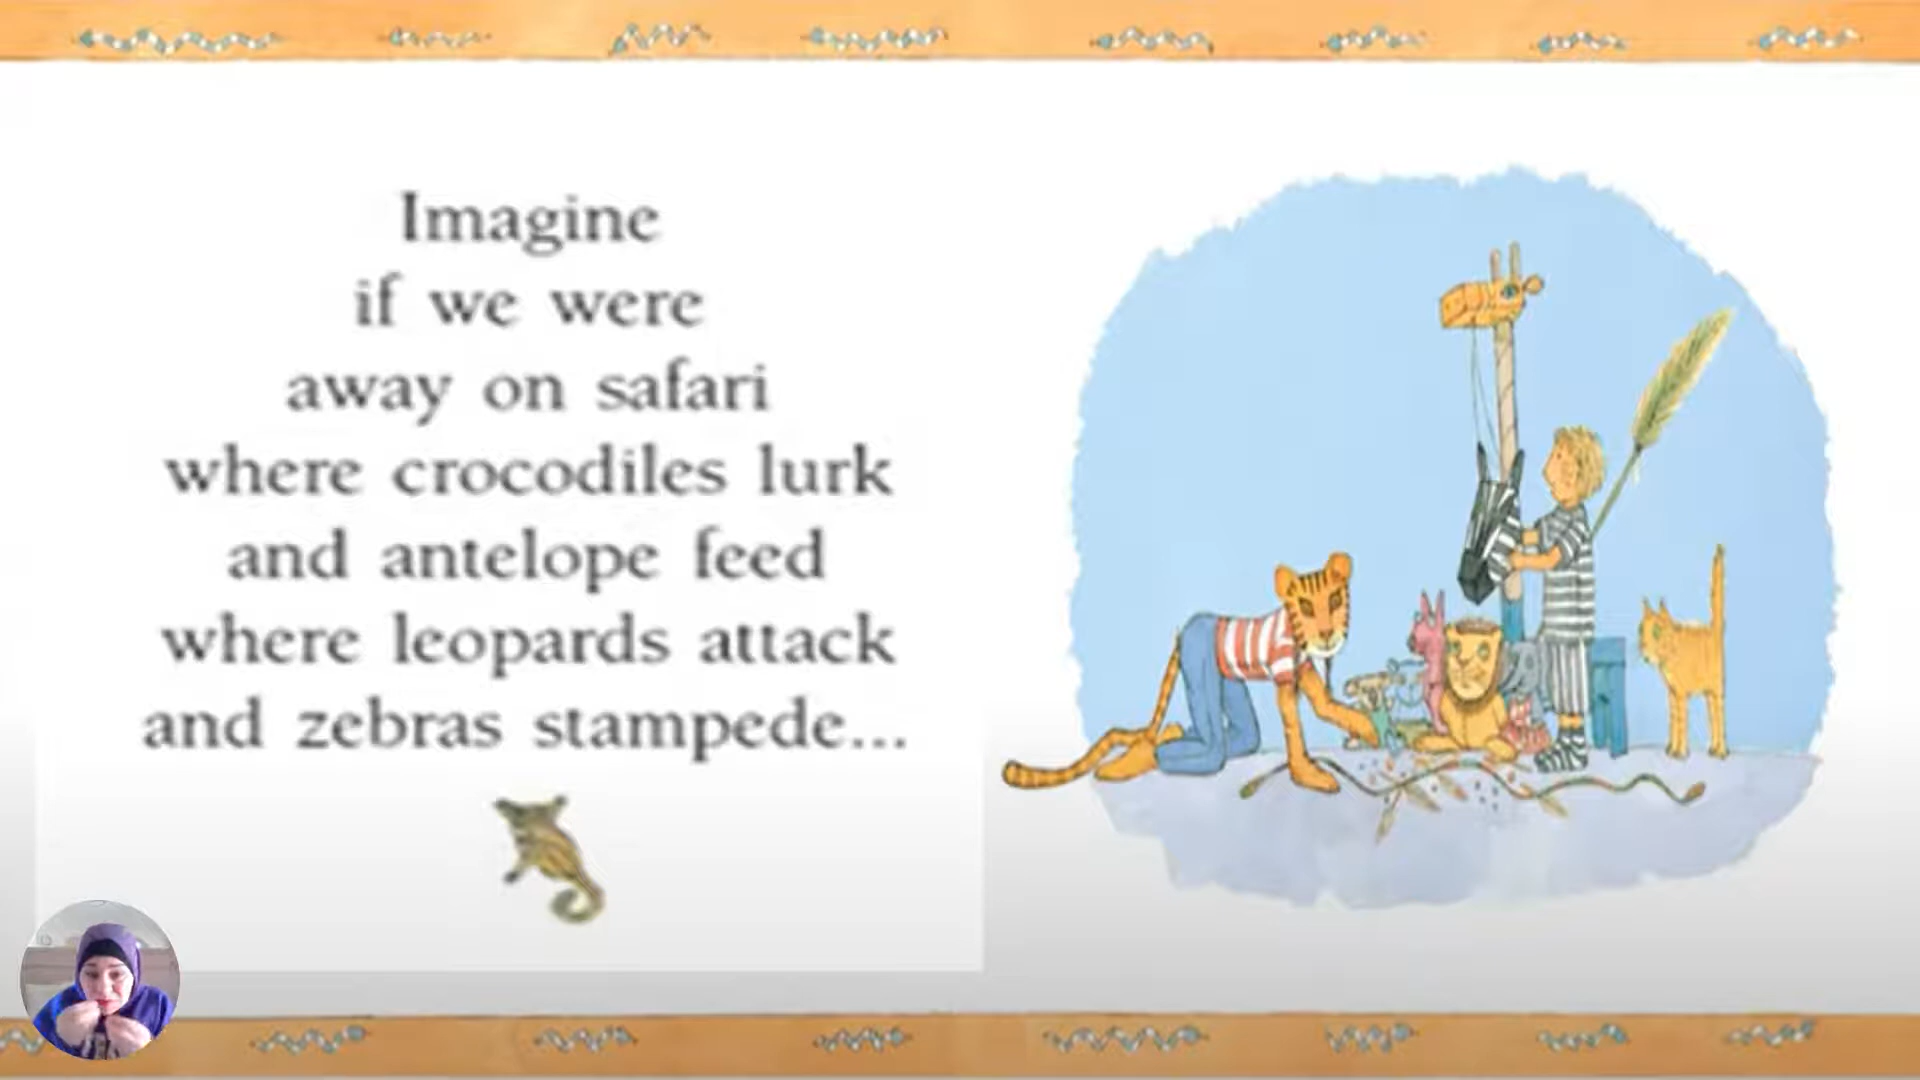 Imagine
if we were
away on safari
where crocodiles lurk
and antelope feed
where leopards attack
and zebras stampede...